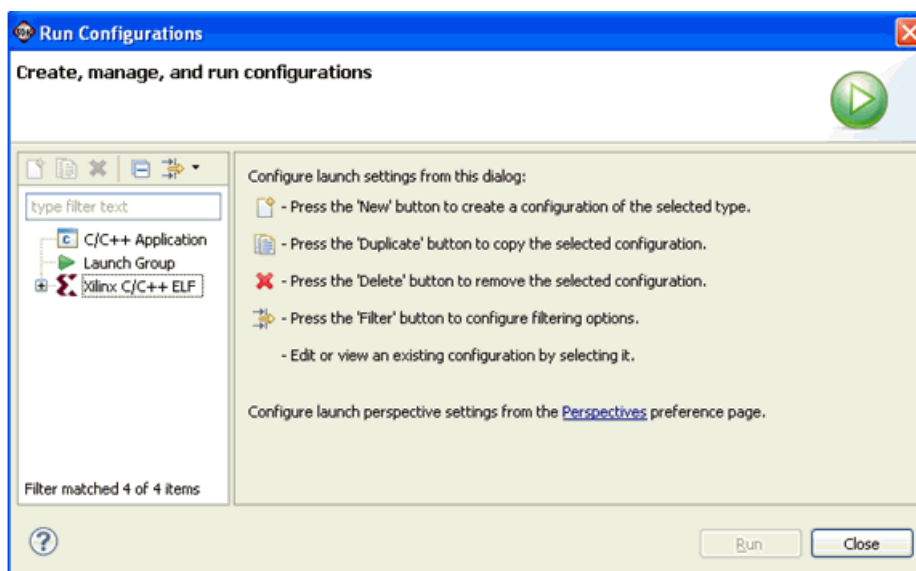 Run Configurations
Create, manage, and run configurations
type filter text
C/C++ Application
Launch Group
Xilinx C/C++ ELF
Filter matched 4 of 4 items
Configure launch settings from this dialog:
- Press the 'New' button to create a configuration of the selected type.
- Press the 'Duplicate' button to copy the selected configuration.
- Press the 'Delete' button to remove the selected configuration.
- Press the 'Filter' button to configure filtering options.
- Edit or view an existing configuration by selecting it.
Configure launch perspective settings from the Perspectives preference page.
Run
Close